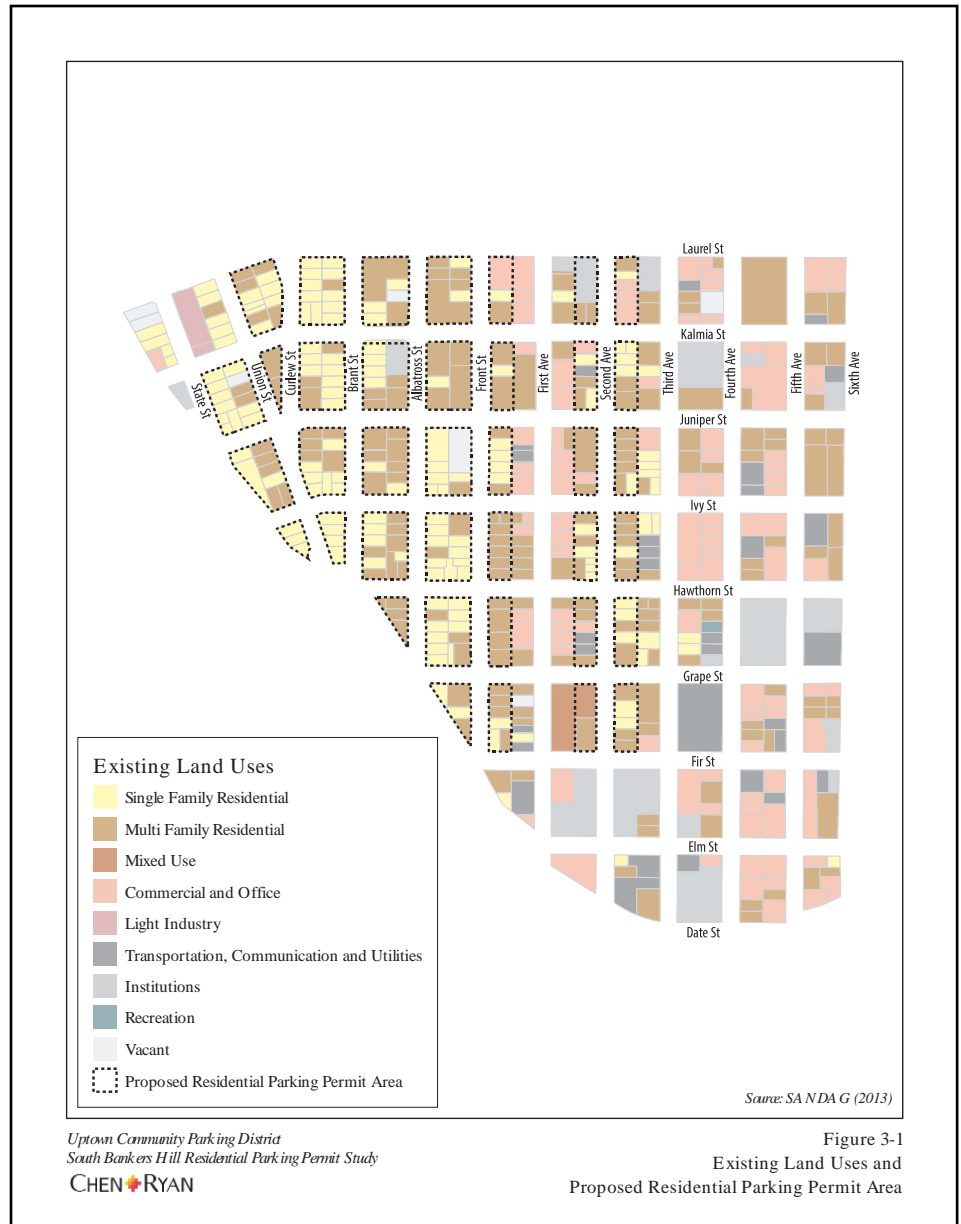 Laurel St
Kalmia St
State St
Union St
Curlew St
Brant St
Albatross St
Front St
First Ave
Second Ave
Third Ave
Fourth Ave
Fifth Ave
Sixth Ave
Juniper St
Ivy St
Hawthorn St
Grape St
Fir St
Elm St
Date St
Existing Land Uses
Single Family Residential
Multi Family Residential
Mixed Use
Commercial and Office
Light Industry
Transportation, Communication and Utilities
Institutions
Recreation
Vacant
Proposed Residential Parking Permit Area
Source: SANDAG (2013)
Uptown Community Parking District
South Bankers Hill Residential Parking Permit Study
CHEN RYAN
Figure 3-1
Existing Land Uses and
Proposed Residential Parking Permit Area